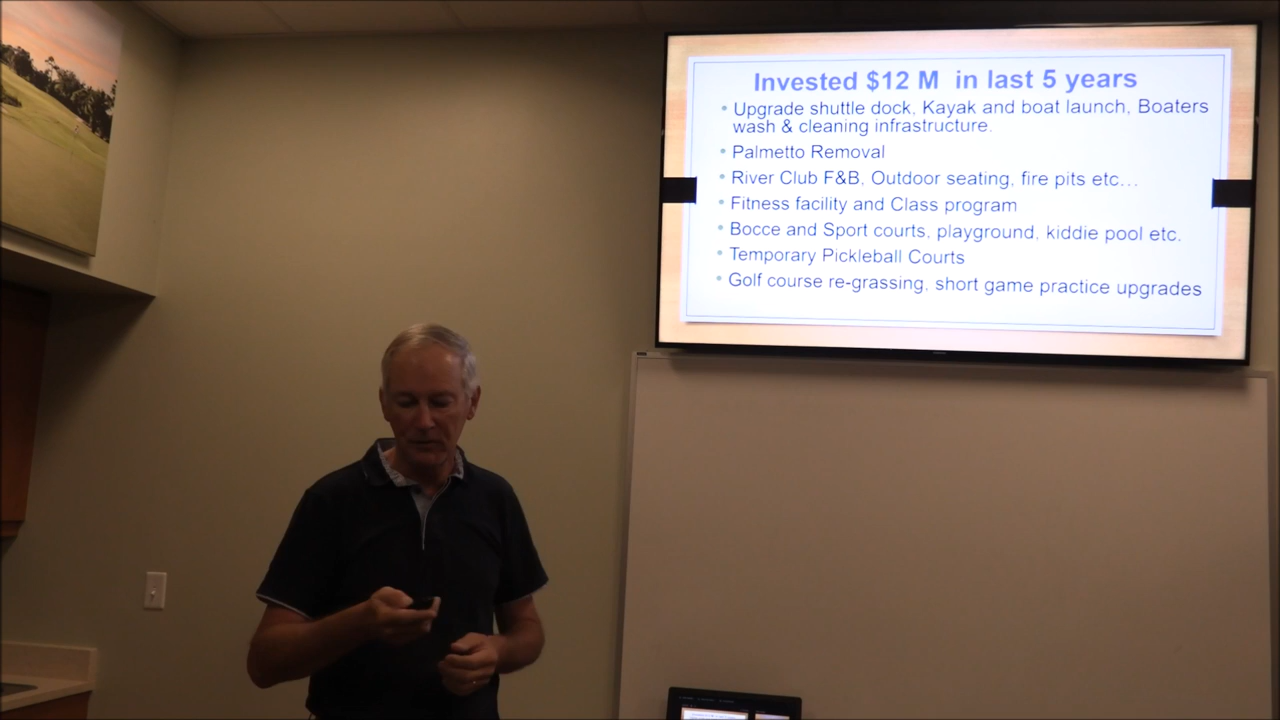 Invested $12 M in last 5 years
• Upgrade shuttle dock, Kayak and boat launch, Boaters
wash & cleaning infrastructure.
• Palmetto Removal
• River Club F&B, Outdoor seating, fire pits etc...
• Fitness facility and Class program
• Bocce and Sport courts, playground, kiddie pool etc.
• Temporary Pickleball Courts
• Golf course re-grassing, short game practice upgrades